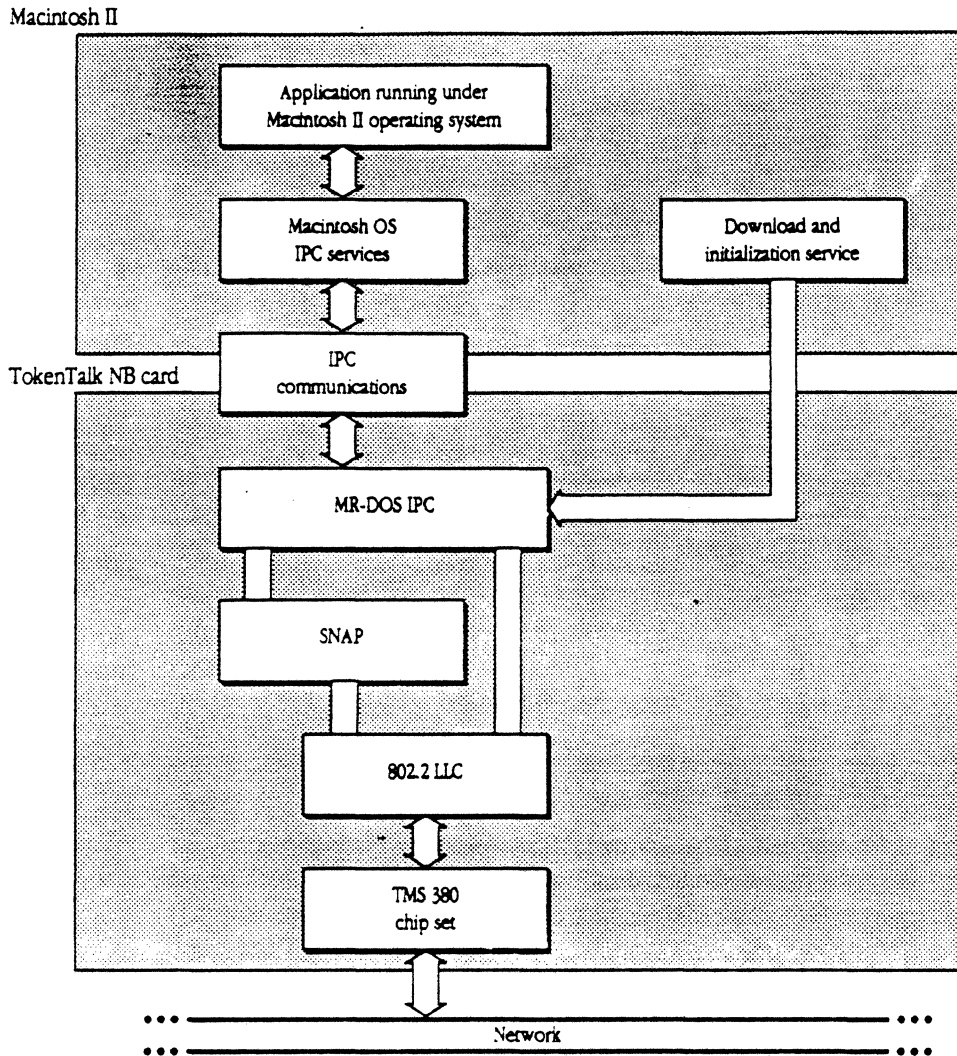 Macintosh II
Application running under
Macintosh II operating system
Macintosh OS
IPC services
Download and
initialization service
IPC
communications
TokenTalk NB card
MR-DOS IPC
SNAP
802.2 LLC
TMS 380
chip set
Network